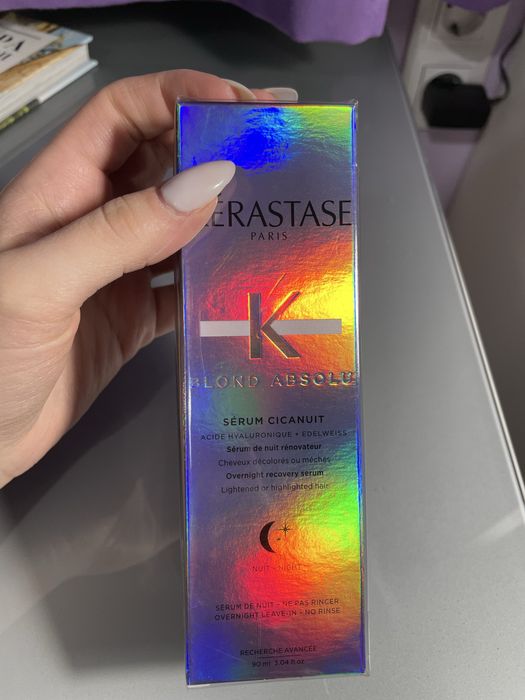 KÉRASTASE
PARIS
K
BLOND ABSOLU
SÉRUM CICANUIT
ACIDE HYALURONIQUE + EDELWEISS
Sérum de nuit rénovateur
Cheveux décolorés ou méchés
Overnight recovery serum
Lightened or highlighted hair
NUIT - NIGHT
SÉRUM DE NUIT - NE PAS RINCER
OVERNIGHT LEAVE-IN - NO RINSE
RECHERCHE AVANCÉE
90 ml 3.04 fl.oz